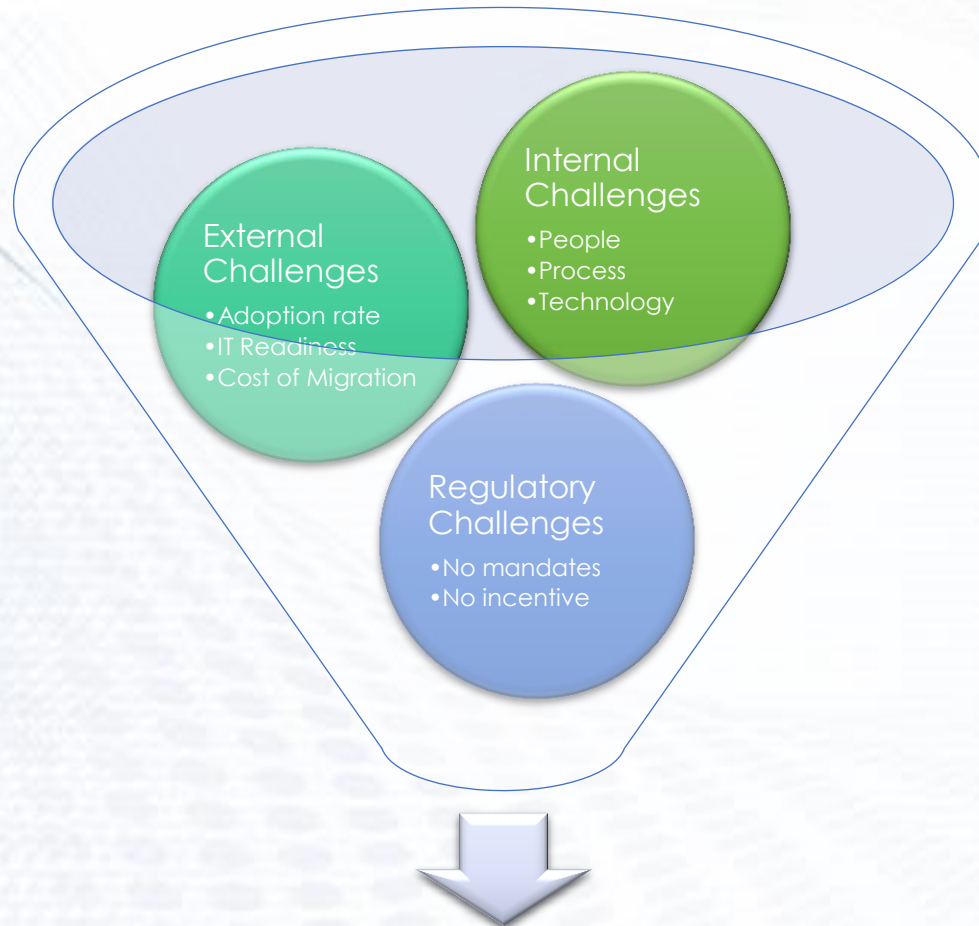 External
Challenges
•Adoption rate
•IT Readiness
•Cost of Migration
Internal
Challenges
•People
•Process
•Technology
Regulatory
Challenges
•No mandates
•No incentive